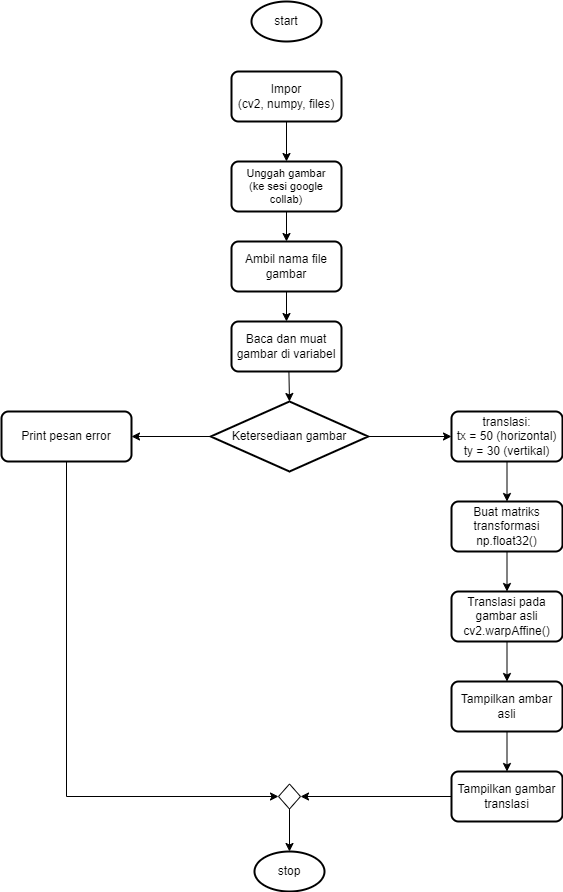 start
Impor
(cv2, numpy, files)
Unggah gambar
(ke sesi google
collab)
Ambil nama file
gambar
Baca dan muat
gambar di variabel
Ketersediaan gambar
Print pesan error
translasi:
tx = 50 (horizontal)
ty = 30 (vertikal)
Buat matriks
transformasi
np.float32()
Translasi pada
gambar asli
cv2.warpAffine()
Tampilkan ambar
asli
Tampilkan gambar
translasi
stop